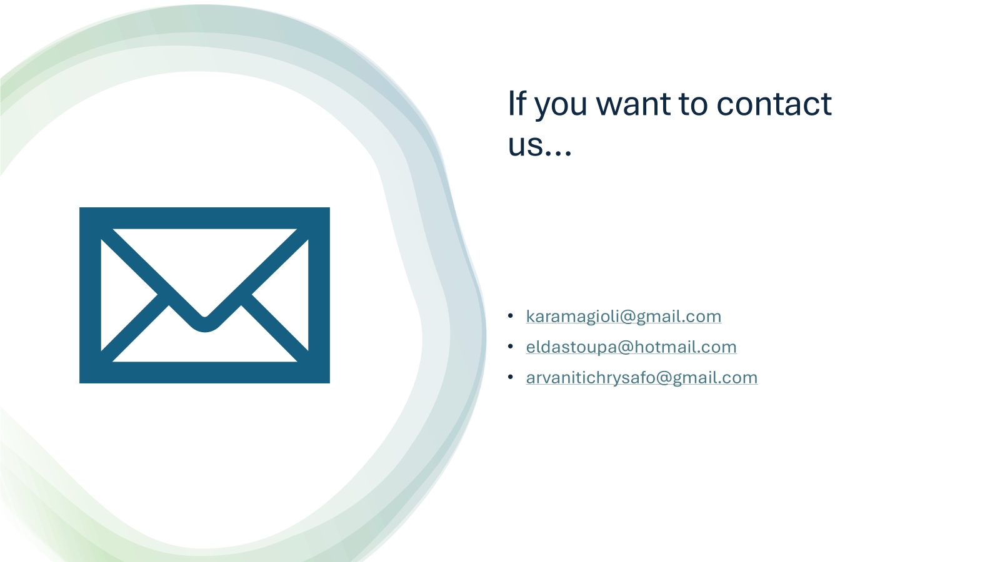 If you want to contact
us…
• karamagioli@gmail.com
• eldastoupa@hotmail.com
• arvanitichrysafo@gmail.com